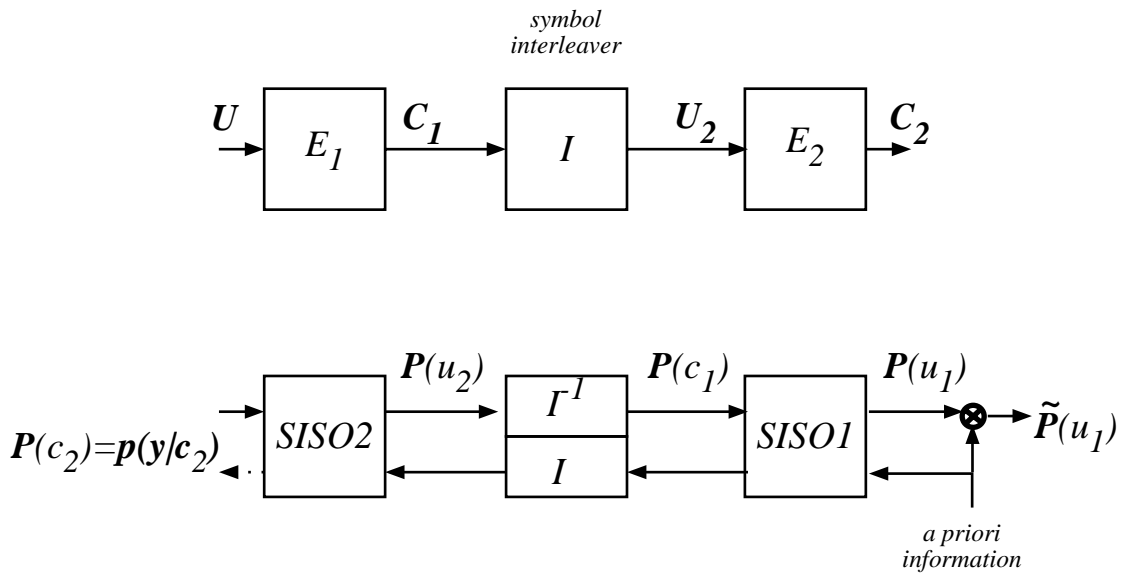 symbol
interleaver
U
E1
C1
I
U2
E2
C2
P(u2)
P(c1)
P(u1)
P(c2)=p(y|c2)
SISO2
I-1
I
SISO1
P̃(u1)
a priori
information